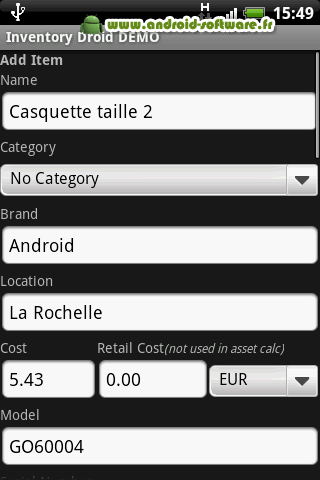 H 15:49
www.android-software.fr
Inventory Droid DEMO
Add Item
Name
Casquette taille 2
Category
No Category
Brand
Android
Location
La Rochelle
Cost Retail Cost(not used in asset calc)
5.43 0.00 EUR
Model
GO60004